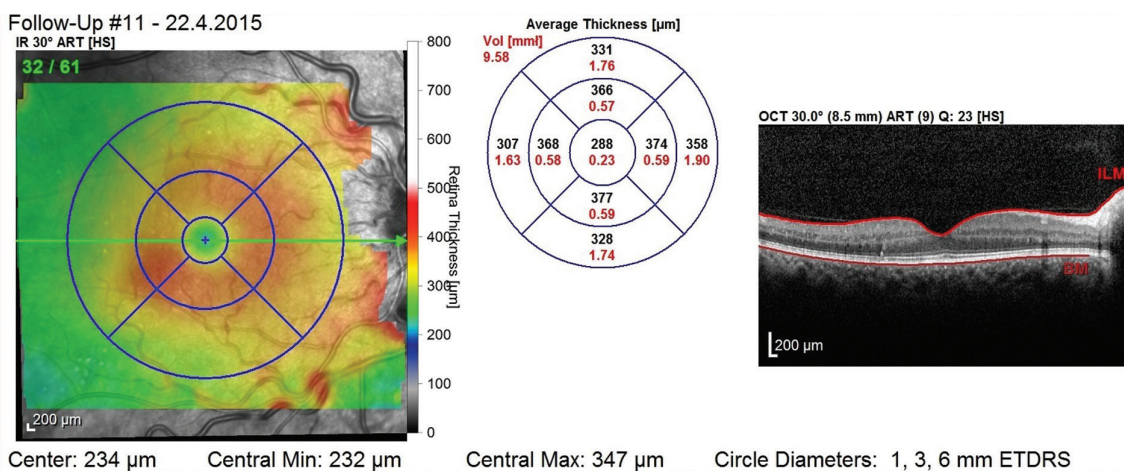 Follow-Up #11 - 22.4.2015
IR 30° ART [HS]
32 / 61
200 µm
800
700
600
500
400
300
200
100
0
Retina Thickness [µm]
Average Thickness [µm]
Vol [mmł]
9.58
331
1.76
366
0.57
307 368 288 374 358
1.63 0.58 0.23 0.59 1.90
377
0.59
328
1.74
OCT 30.0° (8.5 mm) ART (9) Q: 23 [HS]
ILM
BM
200 µm
Center: 234 µm Central Min: 232 µm Central Max: 347 µm Circle Diameters: 1, 3, 6 mm ETDRS